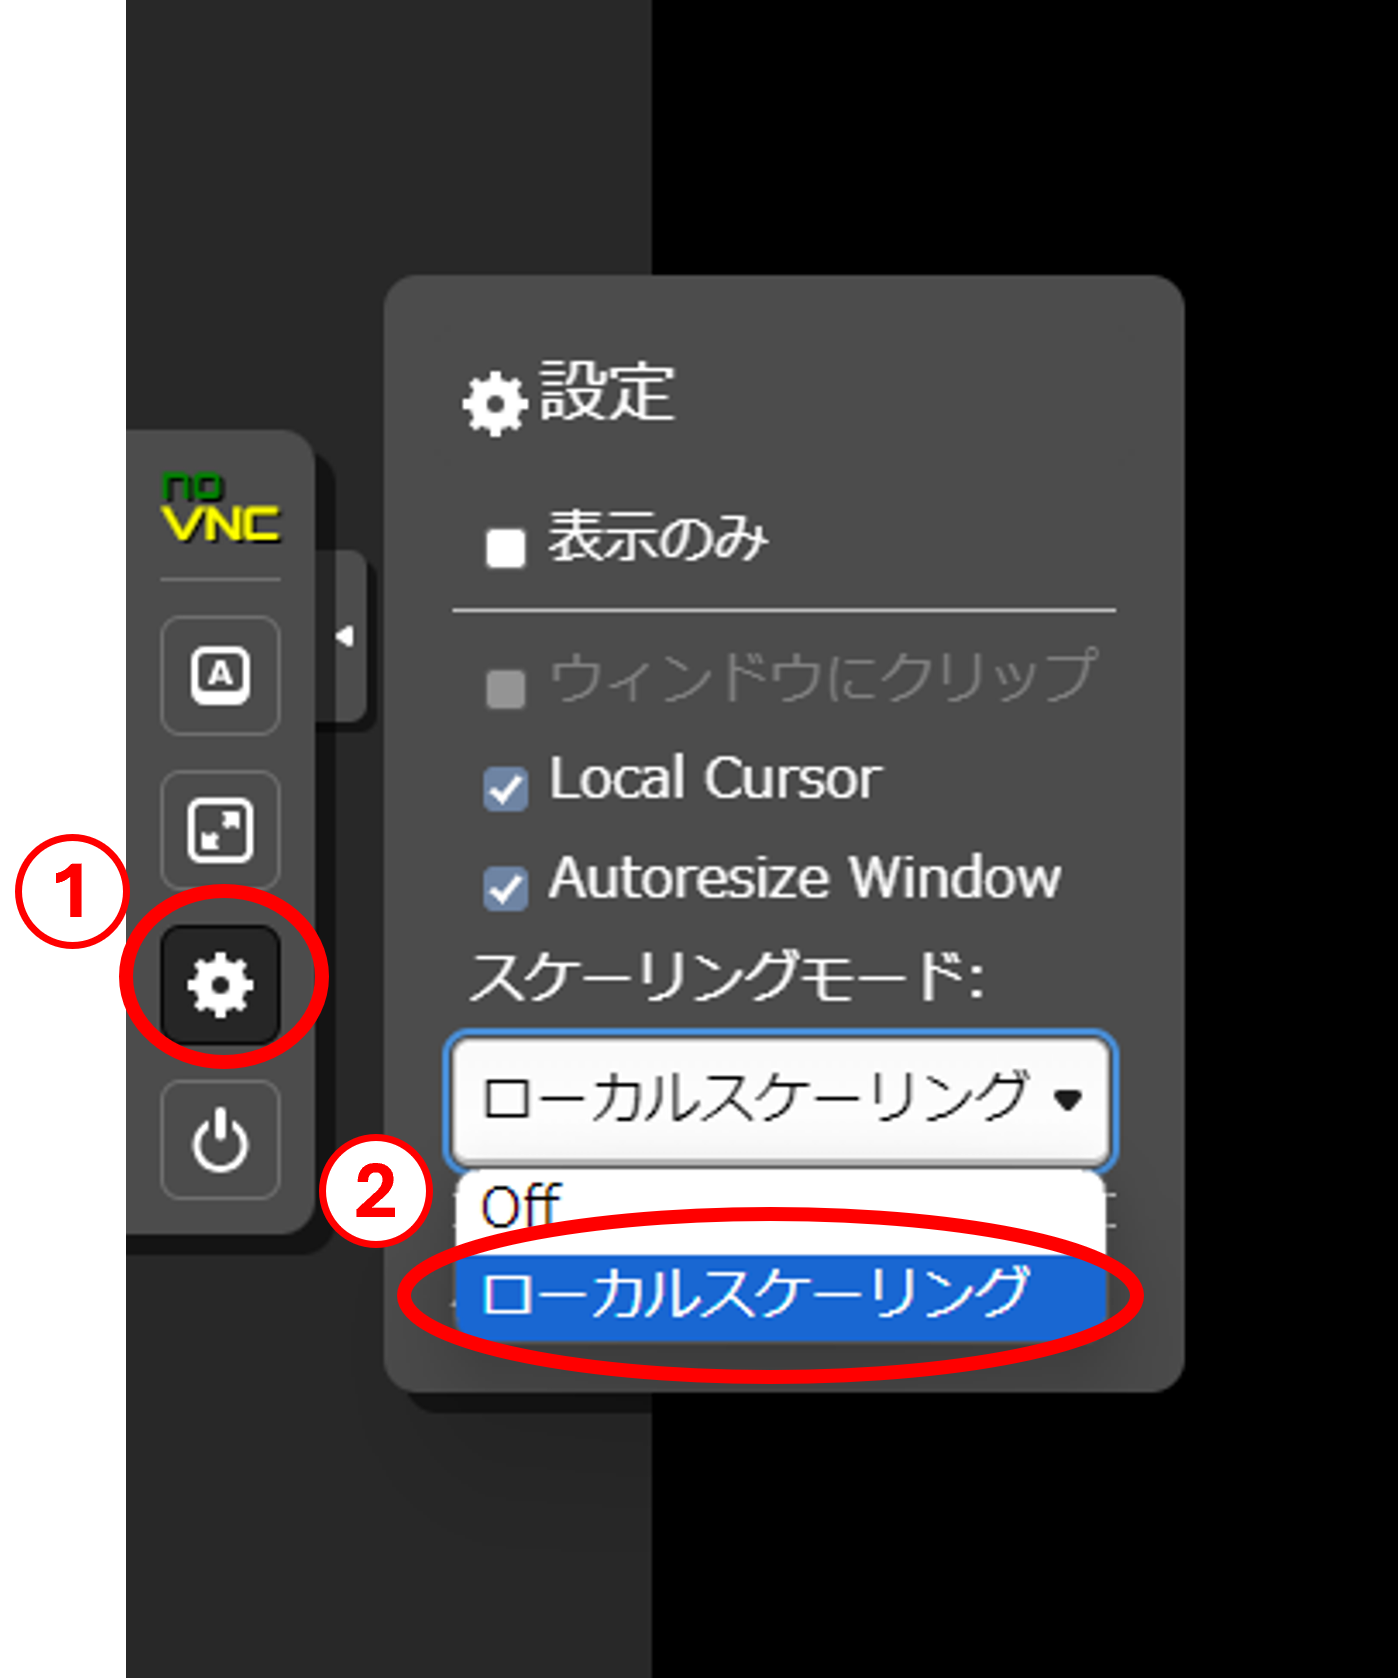 設定
no
VNC
表示のみ
A
ウィンドウにクリップ
Local Cursor
Autoresize Window
1
スケーリングモード:
ローカルスケーリング
2
Off
ローカルスケーリング